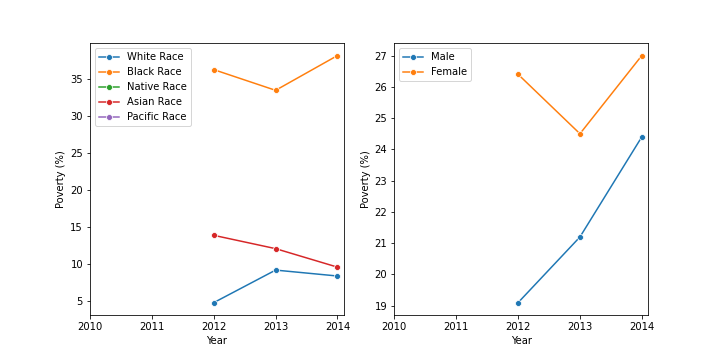 White Race
Black Race
Native Race
Asian Race
Pacific Race
35
30
25
20
15
10
5
Poverty (%)
2010 2011 2012 2013 2014
Year
Male
Female
27
26
25
24
23
22
21
20
19
Poverty (%)
2010 2011 2012 2013 2014
Year